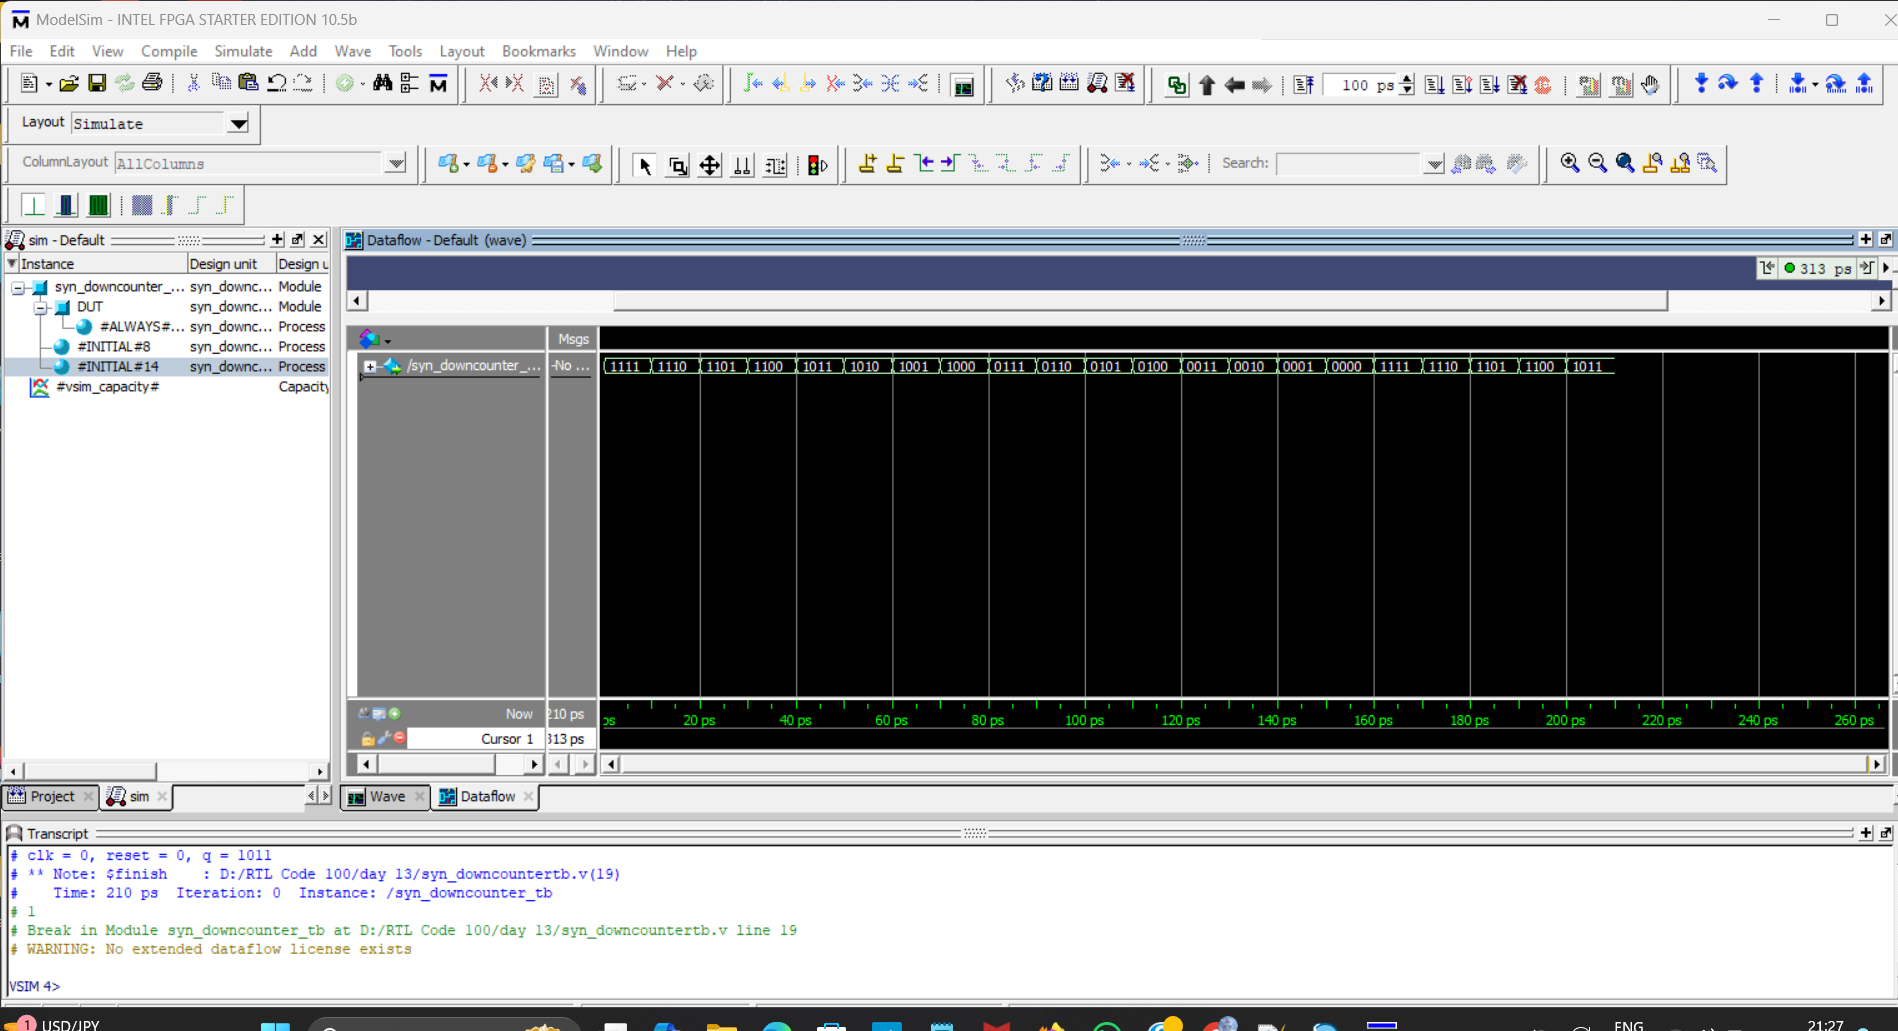 ModelSim - INTEL FPGA STARTER EDITION 10.5b
File Edit View Compile Simulate Add Wave Tools Layout Bookmarks Window Help
100 ps
Layout Simulate
ColumnLayout AllColumns
Search:
sim - Default
Instance Design unit Design u
syn_downcounter_... syn_downc... Module
DUT syn_downc... Module
#ALWAYS#... syn_downc... Process
#INITIAL#8 syn_downc... Process
#INITIAL#14 syn_downc... Process
#vsim_capacity# Capacity
Dataflow - Default (wave)
313 ps
Msgs
/syn_downcounter_... -No ...
1111 1110 1101 1100 1011 1010 1001 1000 0111 0110 0101 0100 0011 0010 0001 0000 1111 1110 1101 1100 1011
Now 210 ps
Cursor 1 313 ps
ps 20 ps 40 ps 60 ps 80 ps 100 ps 120 ps 140 ps 160 ps 180 ps 200 ps 220 ps 240 ps 260 ps
Project sim
Wave Dataflow
Transcript
# clk = 0, reset = 0, q = 1011
# ** Note: $finish : D:/RTL Code 100/day 13/syn_downcountertb.v(19)
# Time: 210 ps Iteration: 0 Instance: /syn_downcounter_tb
# 1
# Break in Module syn_downcounter_tb at D:/RTL Code 100/day 13/syn_downcountertb.v line 19
# WARNING: No extended dataflow license exists
VSIM 4>
1 USD/JPY
ENG
21:27